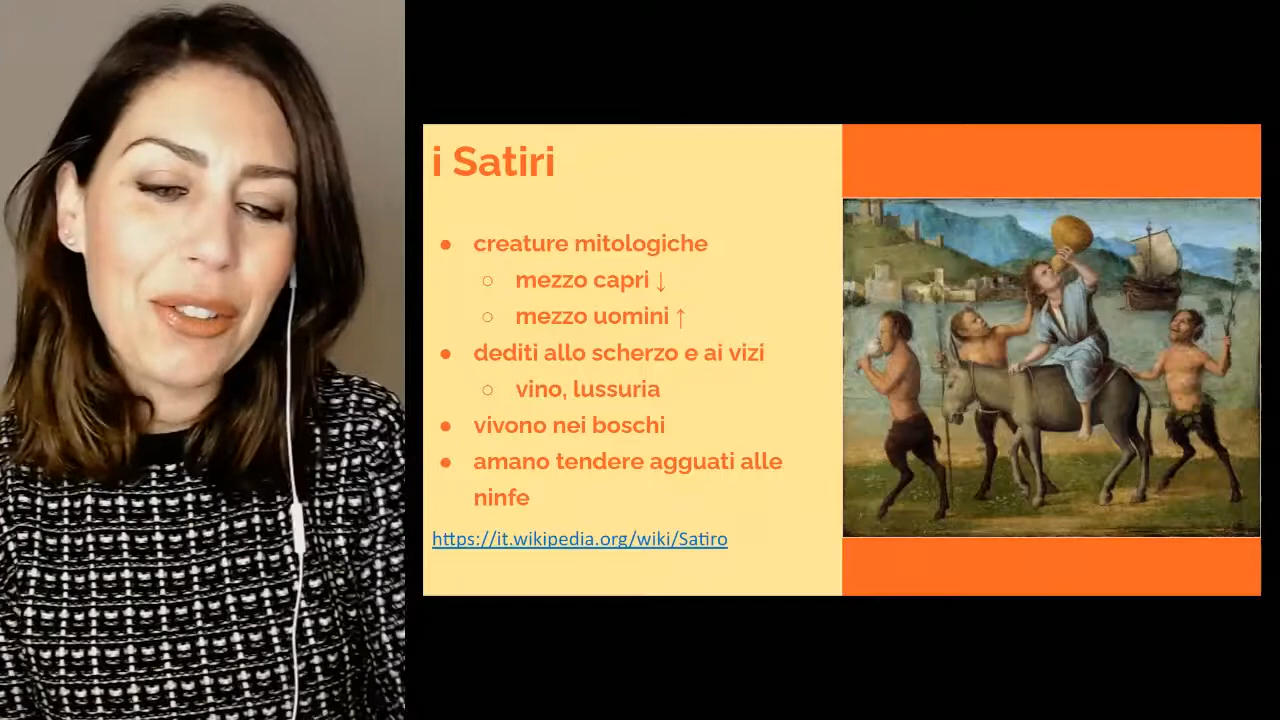 i Satiri
● creature mitologiche
○ mezzo capri ↓
○ mezzo uomini ↑
● dediti allo scherzo e ai vizi
○ vino, lussuria
● vivono nei boschi
● amano tendere agguati alle
ninfe
https://it.wikipedia.org/wiki/Satiro